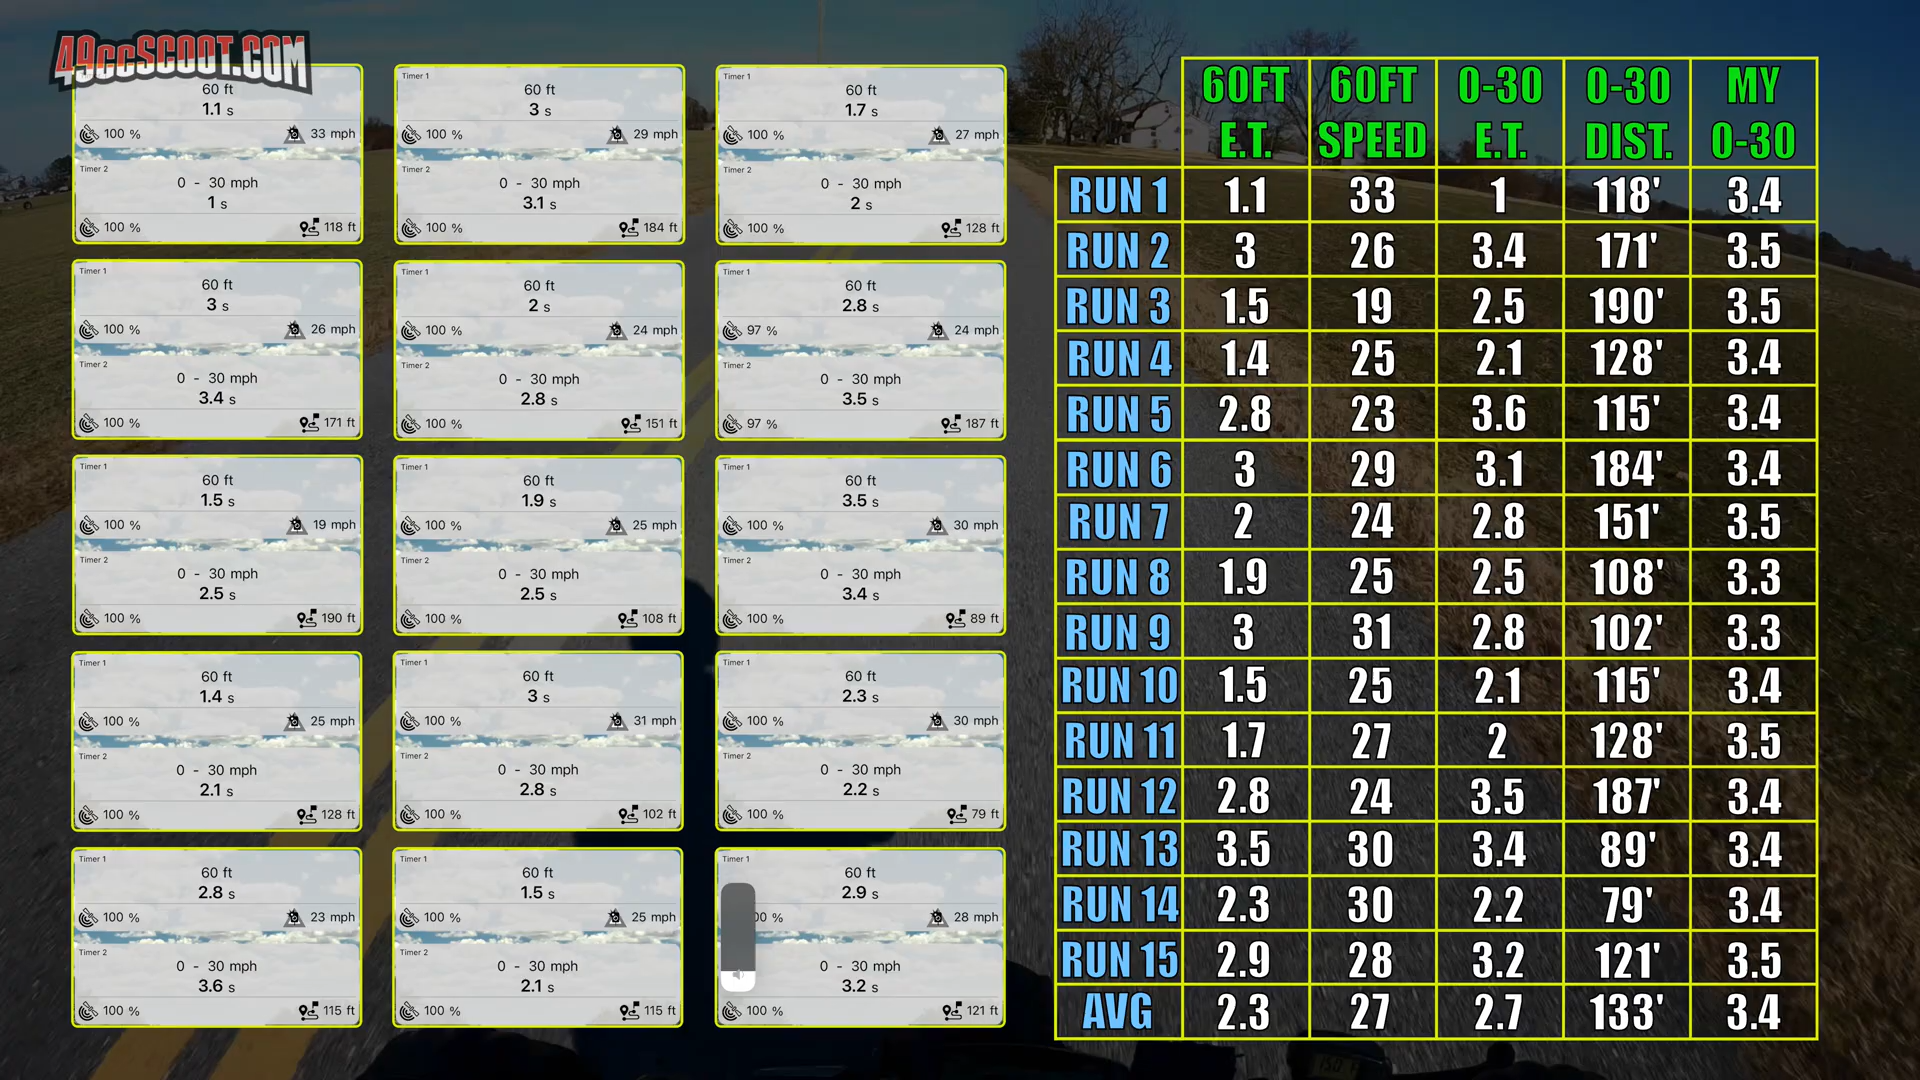 49ccSCOOT.COM
Timer 1
60 ft
1.1 s
100 %
33 mph
Timer 2
0 - 30 mph
1 s
100 %
118 ft
Timer 1
60 ft
3 s
100 %
26 mph
Timer 2
0 - 30 mph
3.4 s
100 %
171 ft
Timer 1
60 ft
1.5 s
100 %
19 mph
Timer 2
0 - 30 mph
2.5 s
100 %
190 ft
Timer 1
60 ft
1.4 s
100 %
25 mph
Timer 2
0 - 30 mph
2.1 s
100 %
128 ft
Timer 1
60 ft
2.8 s
100 %
23 mph
Timer 2
0 - 30 mph
3.6 s
100 %
115 ft
Timer 1
60 ft
3 s
100 %
29 mph
Timer 2
0 - 30 mph
3.1 s
100 %
184 ft
Timer 1
60 ft
2 s
100 %
24 mph
Timer 2
0 - 30 mph
2.8 s
100 %
151 ft
Timer 1
60 ft
1.9 s
100 %
25 mph
Timer 2
0 - 30 mph
2.5 s
100 %
108 ft
Timer 1
60 ft
3 s
100 %
31 mph
Timer 2
0 - 30 mph
2.8 s
100 %
102 ft
Timer 1
60 ft
1.5 s
100 %
25 mph
Timer 2
0 - 30 mph
2.1 s
100 %
115 ft
Timer 1
60 ft
1.7 s
100 %
27 mph
Timer 2
0 - 30 mph
2 s
100 %
128 ft
Timer 1
60 ft
2.8 s
97 %
24 mph
Timer 2
0 - 30 mph
3.5 s
97 %
187 ft
Timer 1
60 ft
3.5 s
100 %
30 mph
Timer 2
0 - 30 mph
3.4 s
100 %
89 ft
Timer 1
60 ft
2.3 s
100 %
30 mph
Timer 2
0 - 30 mph
2.2 s
100 %
79 ft
Timer 1
60 ft
2.9 s
00 %
28 mph
0 - 30 mph
Timer 2
3.2 s
100 %
121 ft
60FT E.T. 60FT SPEED 0-30 E.T. 0-30 DIST. MY 0-30
RUN 1 1.1 33 1 118' 3.4
RUN 2 3 26 3.4 171' 3.5
RUN 3 1.5 19 2.5 190' 3.5
RUN 4 1.4 25 2.1 128' 3.4
RUN 5 2.8 23 3.6 115' 3.4
RUN 6 3 29 3.1 184' 3.4
RUN 7 2 24 2.8 151' 3.5
RUN 8 1.9 25 2.5 108' 3.3
RUN 9 3 31 2.8 102' 3.3
RUN 10 1.5 25 2.1 115' 3.4
RUN 11 1.7 27 2 128' 3.5
RUN 12 2.8 24 3.5 187' 3.4
RUN 13 3.5 30 3.4 89' 3.4
RUN 14 2.3 30 2.2 79' 3.4
RUN 15 2.9 28 3.2 121' 3.5
AVG 2.3 27 2.7 133' 3.4